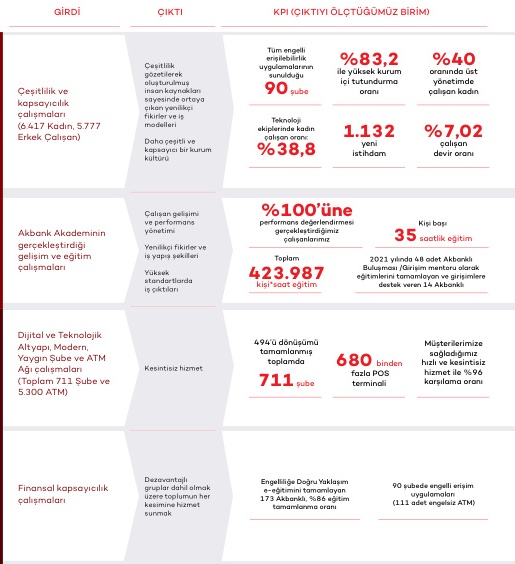 GİRDİ
ÇIKTI
KPI (ÇIKTIYI ÖLÇTÜĞÜMÜZ BİRİM)
Çeşitlilik ve
kapsayıcılık
çalışmaları
(6.417 Kadın, 5.777
Erkek Çalışan)
Çeşitlilik
gözetilerek
oluşturulmuş
insan kaynakları
sayesinde ortaya
çıkan yenilikçi
fikirler ve iş
modelleri
Daha çeşitli ve
kapsayıcı bir kurum
kültürü
Tüm engelli
erişilebilirlik
uygulamalarının
sunulduğu
90 şube
%83,2
ile yüksek kurum
içi tutundurma
oranı
%40
oranında üst
yönetimde
çalışan kadın
Teknoloji
ekiplerinde kadın
çalışan oranı:
%38,8
1.132
yeni
istihdam
%7,02
çalışan
devir oranı
Akbank Akademinin
gerçekleştirdiği
gelişim ve eğitim
çalışmaları
Çalışan gelişimi
ve performans
yönetimi
Yenilikçi fikirler ve
iş yapış şekilleri
Yüksek
standartlarda
iş çıktıları
%100'üne
performans değerlendirmesi
gerçekleştirdiğimiz
çalışanlarımız
Kişi başı
35 saatlik eğitim
Toplam
423.987
kişi*saat eğitim
2021 yılında 48 adet Akbanklı
Buluşması /Girişim mentoru olarak
eğitimlerini tamamlayan ve girişimlere
destek veren 14 Akbanklı
Dijital ve Teknolojik
Altyapı, Modern,
Yaygın Şube ve ATM
Ağı çalışmaları
(Toplam 711 Şube ve
5.300 ATM)
Kesintisiz hizmet
494'ü dönüşümü
tamamlanmış
toplamda
711 şube
680 binden
fazla POS
terminali
Müşterilerimize
sağladığımız
hızlı ve kesintisiz
hizmet ile %96
karşılama oranı
Finansal kapsayıcılık
çalışmaları
Dezavantajlı
gruplar dahil olmak
üzere toplumun her
kesimine hizmet
sunmak
Engelliliğe Doğru Yaklaşım
e-eğitimini tamamlayan
173 Akbanklı, %86 eğitim
tamamlanma oranı
90 şubede engelli erişim
uygulamaları
(111 adet engelsiz ATM)